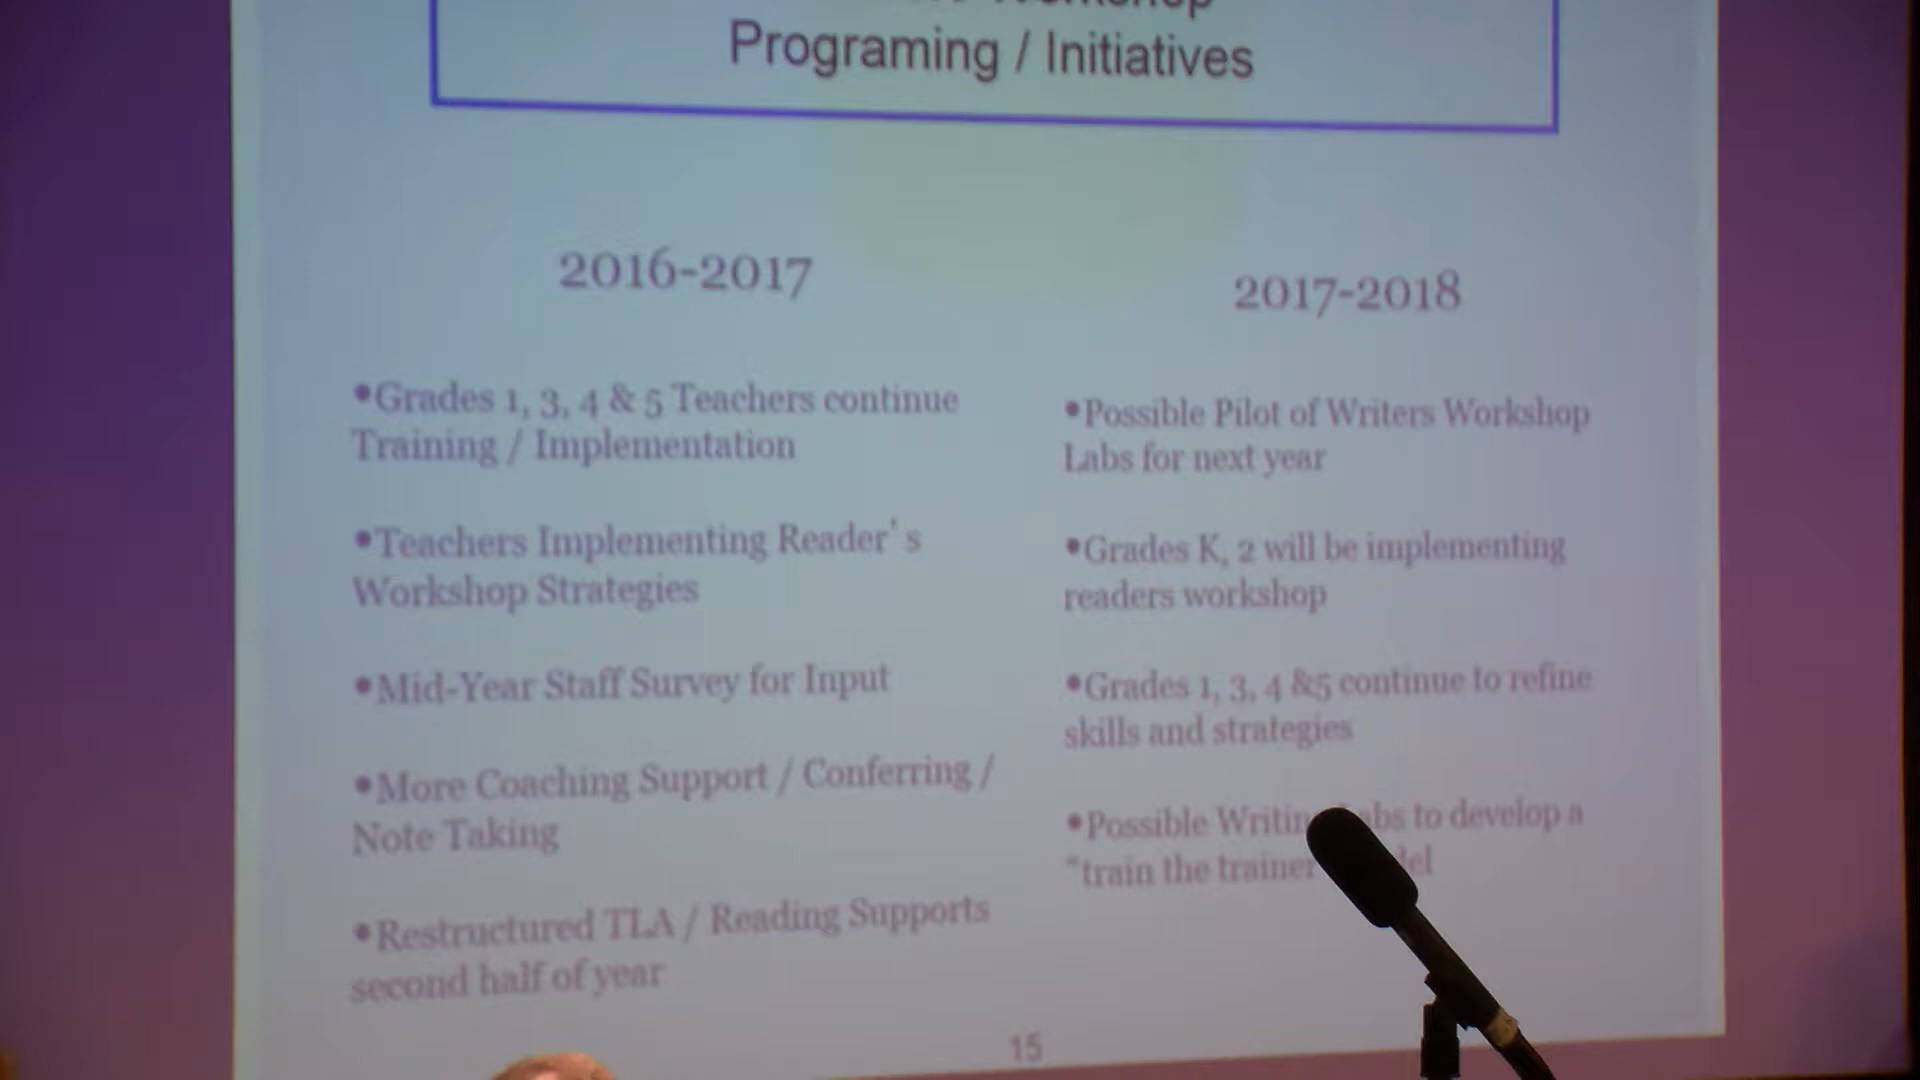 Workshop
Programing / Initiatives
2016-2017
•Grades 1, 3, 4 & 5 Teachers continue
Training / Implementation
•Teachers Implementing Reader's
Workshop Strategies
•Mid-Year Staff Survey for Input
•More Coaching Support / Conferring /
Note Taking
•Restructured TLA / Reading Supports
second half of year
2017-2018
•Possible Pilot of Writers Workshop
Labs for next year
•Grades K, 2 will be implementing
readers workshop
•Grades 1, 3, 4 &5 continue to refine
skills and strategies
•Possible to develop a
"train the trainer
15